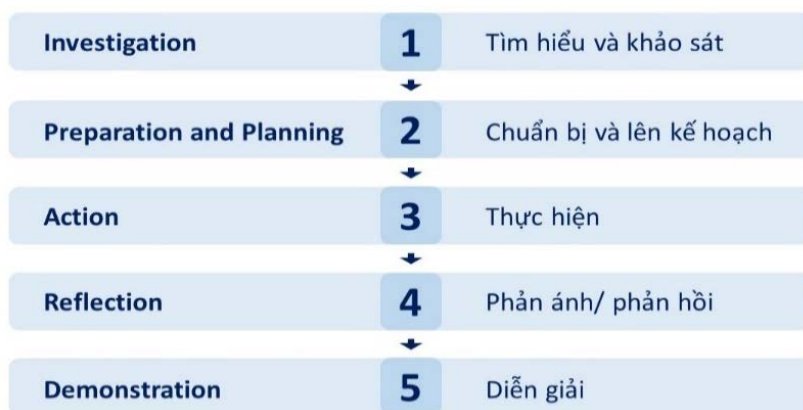 Investigation 1 Tìm hiểu và khảo sát
Preparation and Planning 2 Chuẩn bị và lên kế hoạch
Action 3 Thực hiện
Reflection 4 Phản ánh/ phản hồi
Demonstration 5 Diễn giải